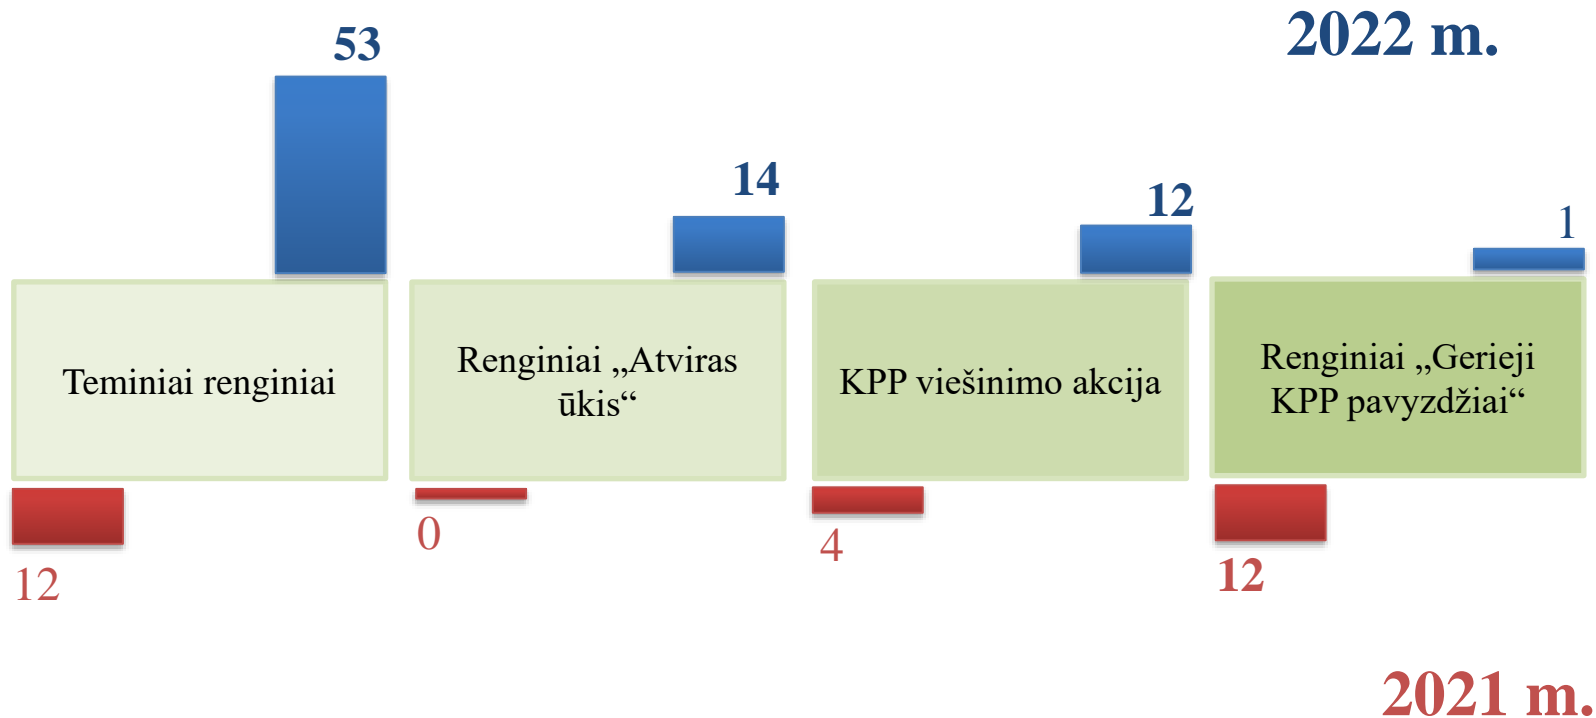 2022 m.
53
14
12
1
Teminiai renginiai
Renginiai „Atviras
ūkis“
KPP viešinimo akcija
Renginiai „Gerieji
KPP pavyzdžiai“
12
0
4
12
2021 m.